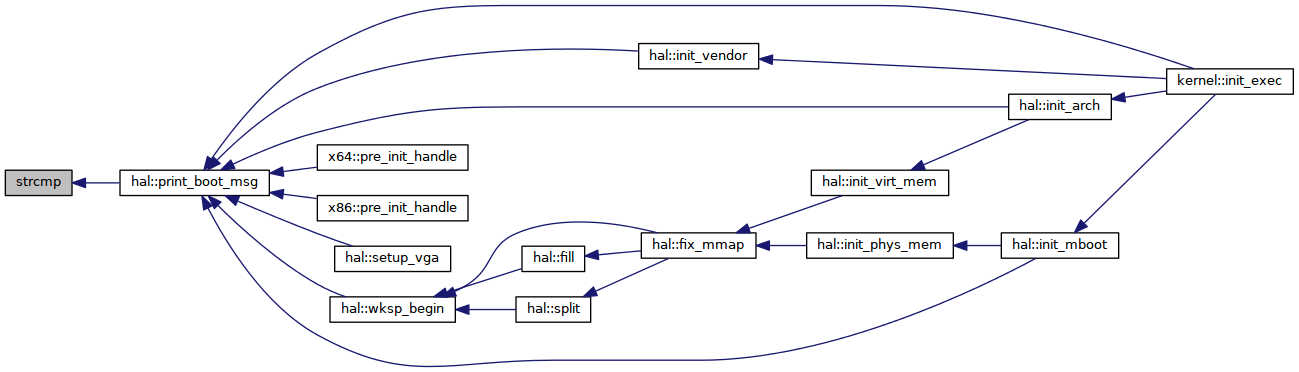 hal::init_vendor
kernel::init_exec
hal::init_arch
x64::pre_init_handle
strcmp
hal::print_boot_msg
hal::init_virt_mem
x86::pre_init_handle
hal::fix_mmap
hal::init_phys_mem
hal::init_mboot
hal::setup_vga
hal::fill
hal::wksp_begin
hal::split